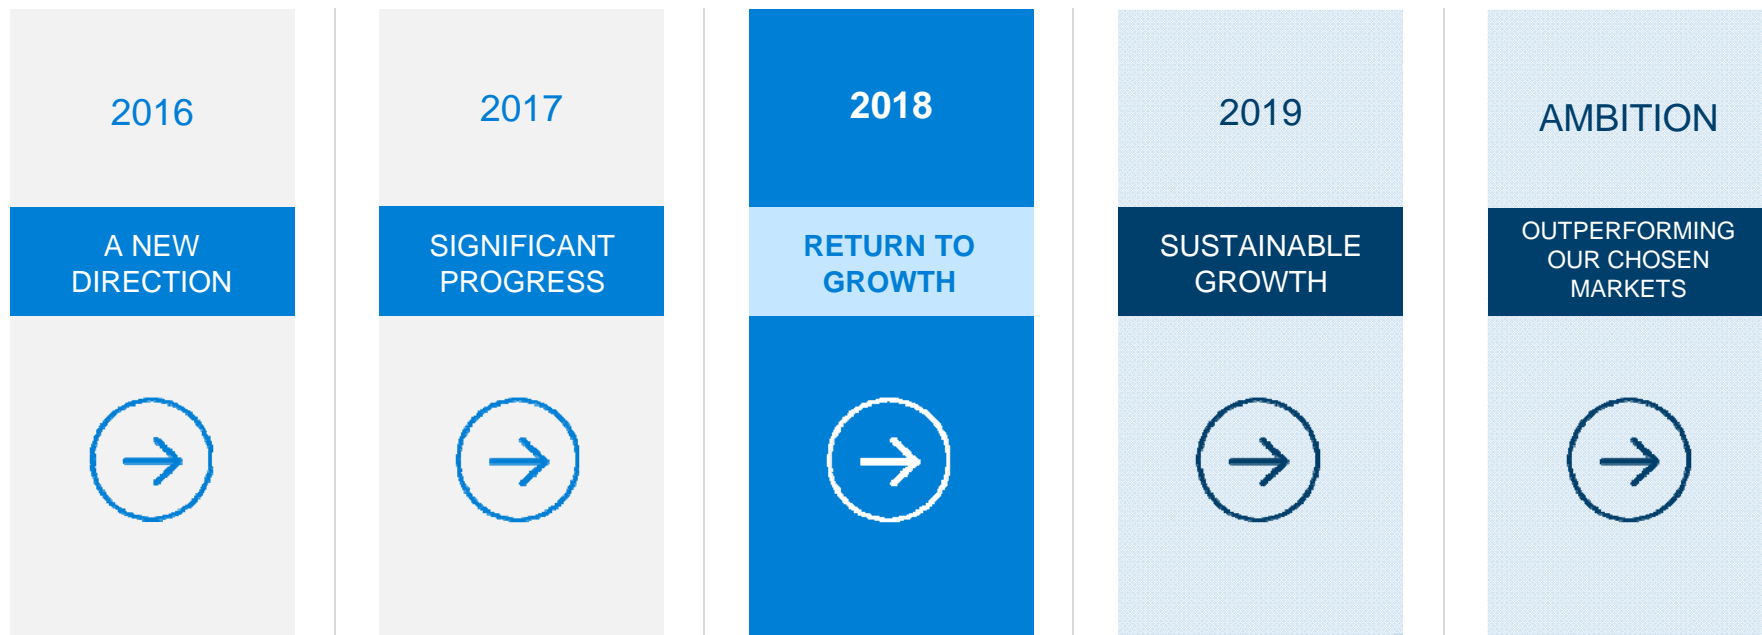 2016
A NEW
DIRECTION
2017
SIGNIFICANT
PROGRESS
2018
RETURN TO
GROWTH
2019
SUSTAINABLE
GROWTH
AMBITION
OUTPERFORMING
OUR CHOSEN
MARKETS